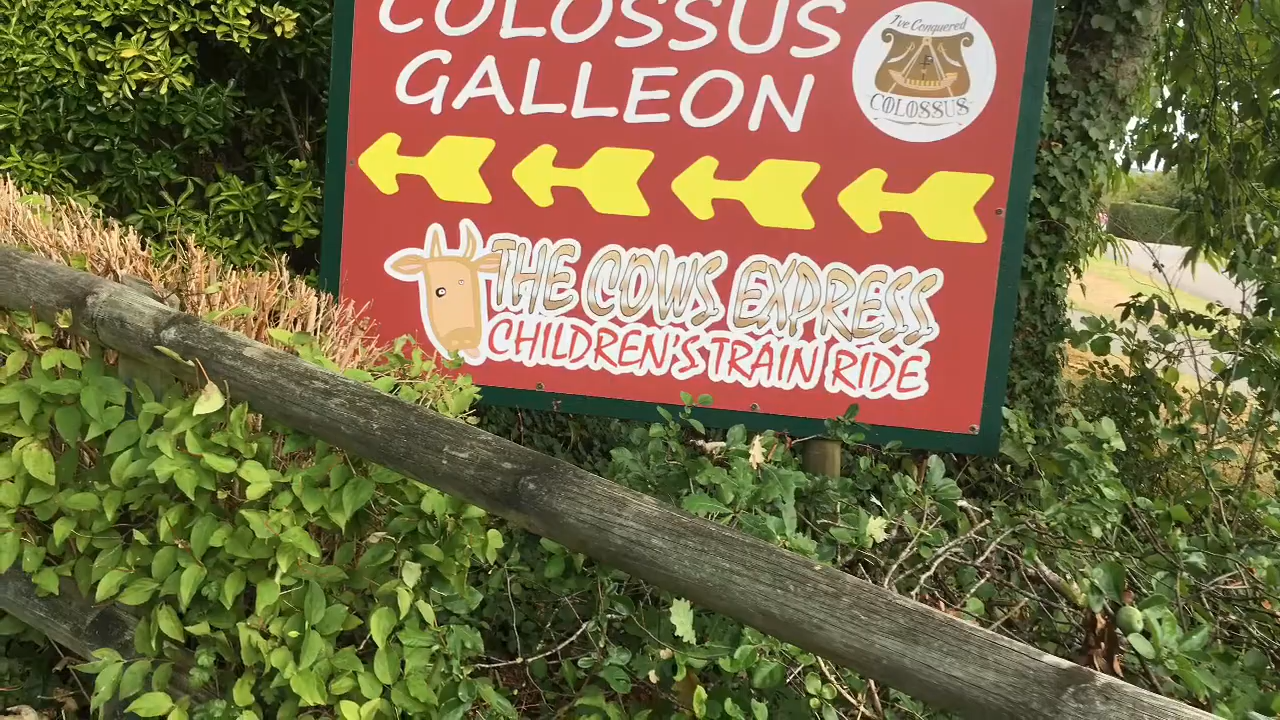 COLOSSUS
GALLEON
I've Conquered
COLOSSUS
THE COWS EXPRESS
CHILDREN'S TRAIN RIDE